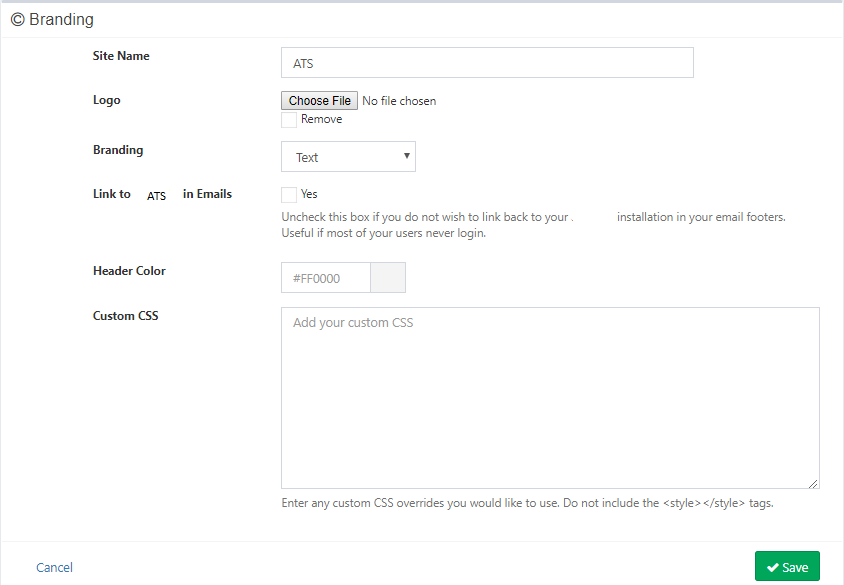 © Branding
Site Name ATS
Logo Choose File No file chosen
Remove
Branding Text
Link to ATS in Emails Yes
Uncheck this box if you do not wish to link back to your . installation in your email footers.
Useful if most of your users never login.
Header Color #FF0000
Custom CSS Add your custom CSS
Enter any custom CSS overrides you would like to use. Do not include the <style></style> tags.
Cancel Save